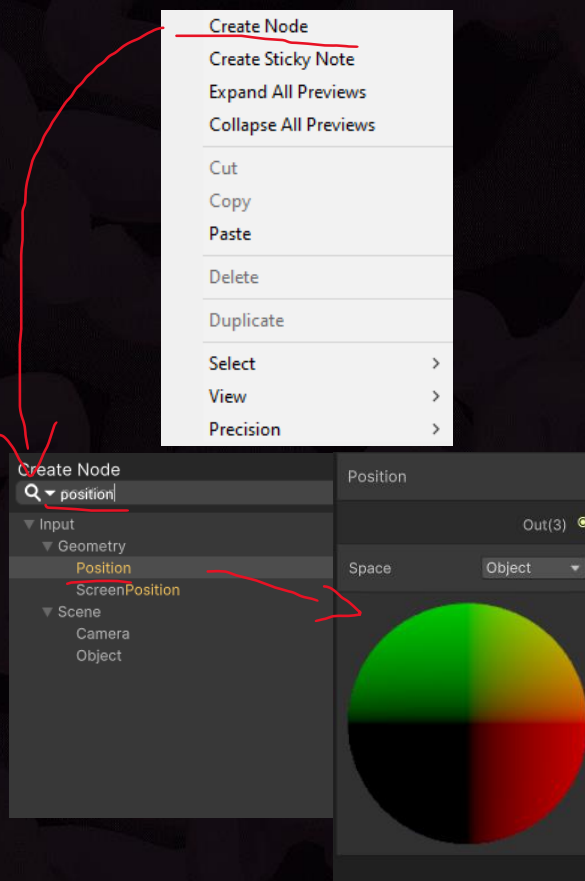 Create Node
Create Sticky Note
Expand All Previews
Collapse All Previews
Cut
Copy
Paste
Delete
Duplicate
Select
View
Precision
Create Node
position
Input
Geometry
Position
ScreenPosition
Scene
Camera
Object
Position
Out(3)
Space
Object